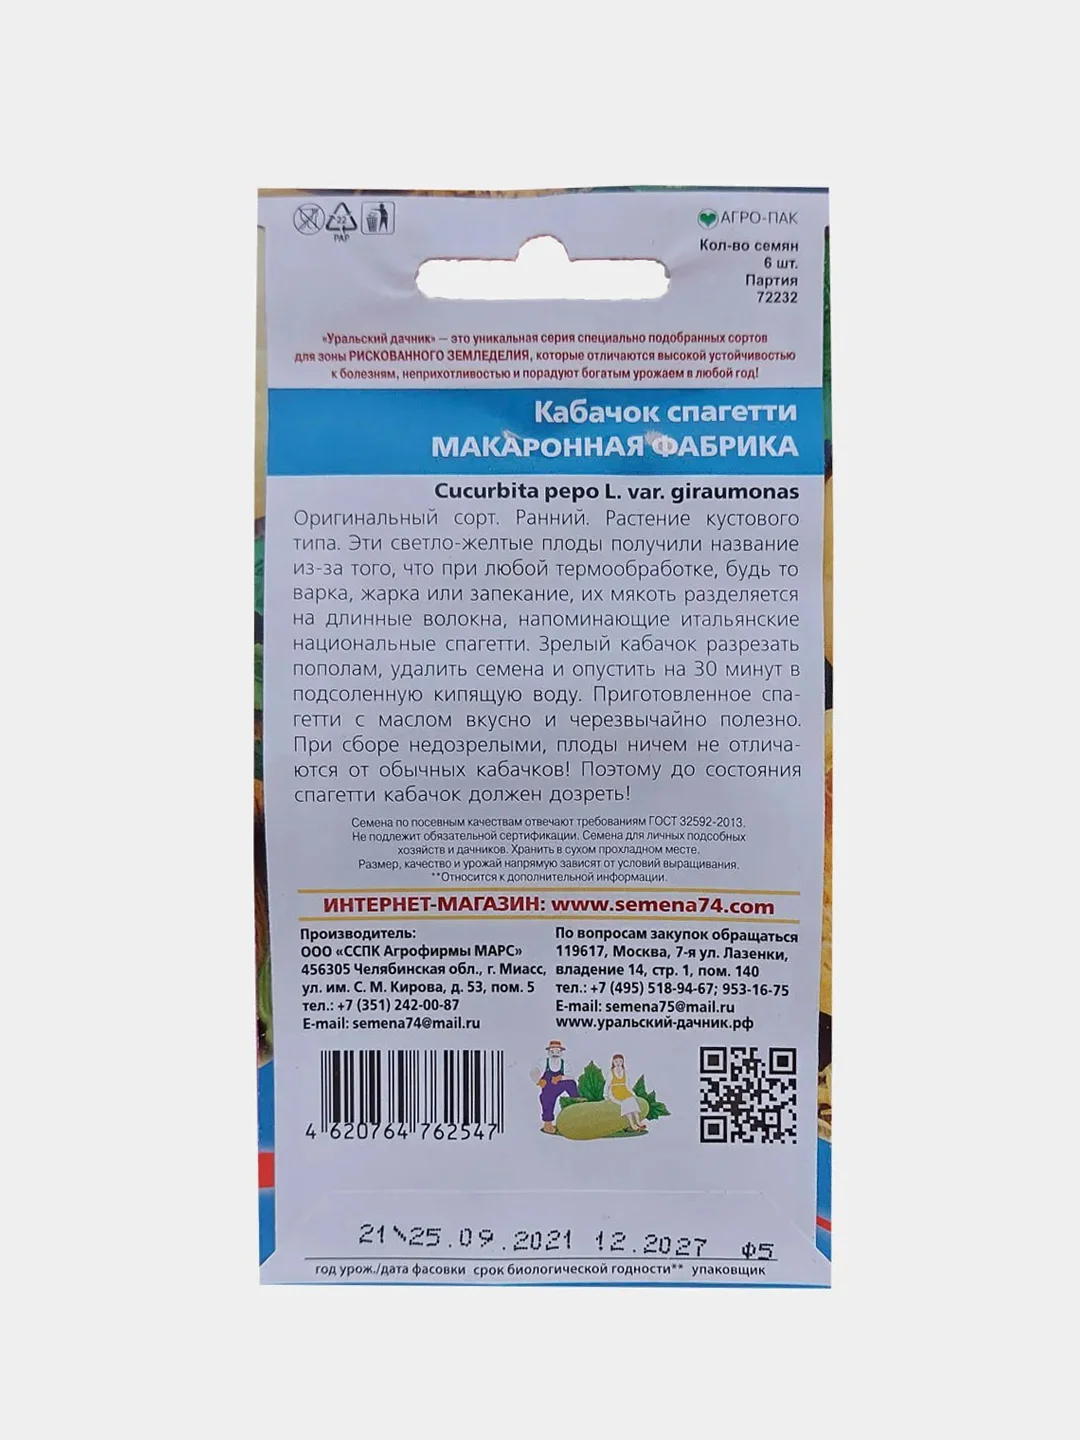 22
PAP
АГРО-ПАК
Кол-во семян
6 шт.
Партия
72232
«Уральский дачник» – это уникальная серия специально подобранных сортов
для зоны РИСКОВАННОГО ЗЕМЛЕДЕЛИЯ, которые отличаются высокой устойчивостью
к болезням, неприхотливостью и порадуют богатым урожаем в любой год!
Кабачок спагетти
МАКАРОННАЯ ФАБРИКА
Cucurbita pepo L. var. giraumonas
Оригинальный сорт. Ранний. Растение кустового
типа. Эти светло-желтые плоды получили название
из-за того, что при любой термообработке, будь то
варка, жарка или запекание, их мякоть разделяется
на длинные волокна, напоминающие итальянские
национальные спагетти. Зрелый кабачок разрезать
пополам, удалить семена и опустить на 30 минут в
подсоленную кипящую воду. Приготовленное спа-
гетти с маслом вкусно и черезвычайно полезно.
При сборе недозрелыми, плоды ничем не отлича-
ются от обычных кабачков! Поэтому до состояния
спагетти кабачок должен дозреть!
Семена по посевным качествам отвечают требованиям ГОСТ 32592-2013.
Не подлежит обязательной сертификации. Семена для личных подсобных
хозяйств и дачников. Хранить в сухом прохладном месте.
Размер, качество и урожай напрямую зависят от условий выращивания.
**Относится к дополнительной информации.
ИНТЕРНЕТ-МАГАЗИН: www.semena74.com
Производитель:
ООО «ССПК Агрофирмы МАРС»
456305 Челябинская обл., г. Миасс,
ул. им. С. М. Кирова, д. 53, пом. 5
тел.: +7 (351) 242-00-87
E-mail: semena74@mail.ru
По вопросам закупок обращаться
119617, Москва, 7-я ул. Лазенки,
владение 14, стр. 1, пом. 140
тел.: +7 (495) 518-94-67; 953-16-75
E-mail: semena75@mail.ru
www.уральский-дачник.рф
4 620764 762547
21\25.09.2021 12.2027 Ф5
год урож./дата фасовки срок биологической годности** упаковщик